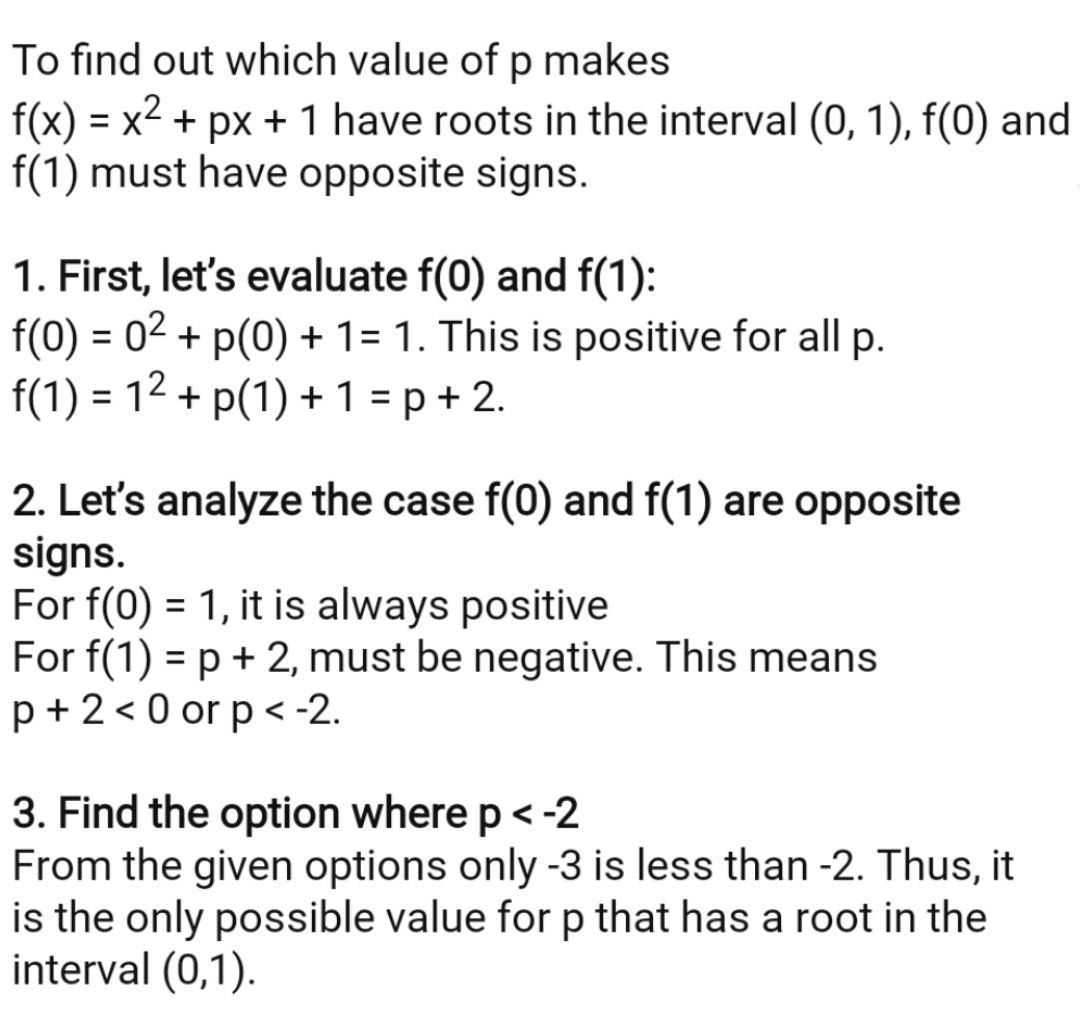 To find out which value of p makes
f(x) = x² + px + 1 have roots in the interval (0, 1), f(0) and
f(1) must have opposite signs.
1. First, let’s evaluate f(0) and f(1):
f(0) = 0² + p(0) + 1= 1. This is positive for all p.
f(1) = 1² + p(1) + 1 = p + 2.
2. Let’s analyze the case f(0) and f(1) are opposite
signs.
For f(0) = 1, it is always positive
For f(1) = p + 2, must be negative. This means
p + 2 < 0 or p < -2.
3. Find the option where p < -2
From the given options only -3 is less than -2. Thus, it
is the only possible value for p that has a root in the
interval (0,1).